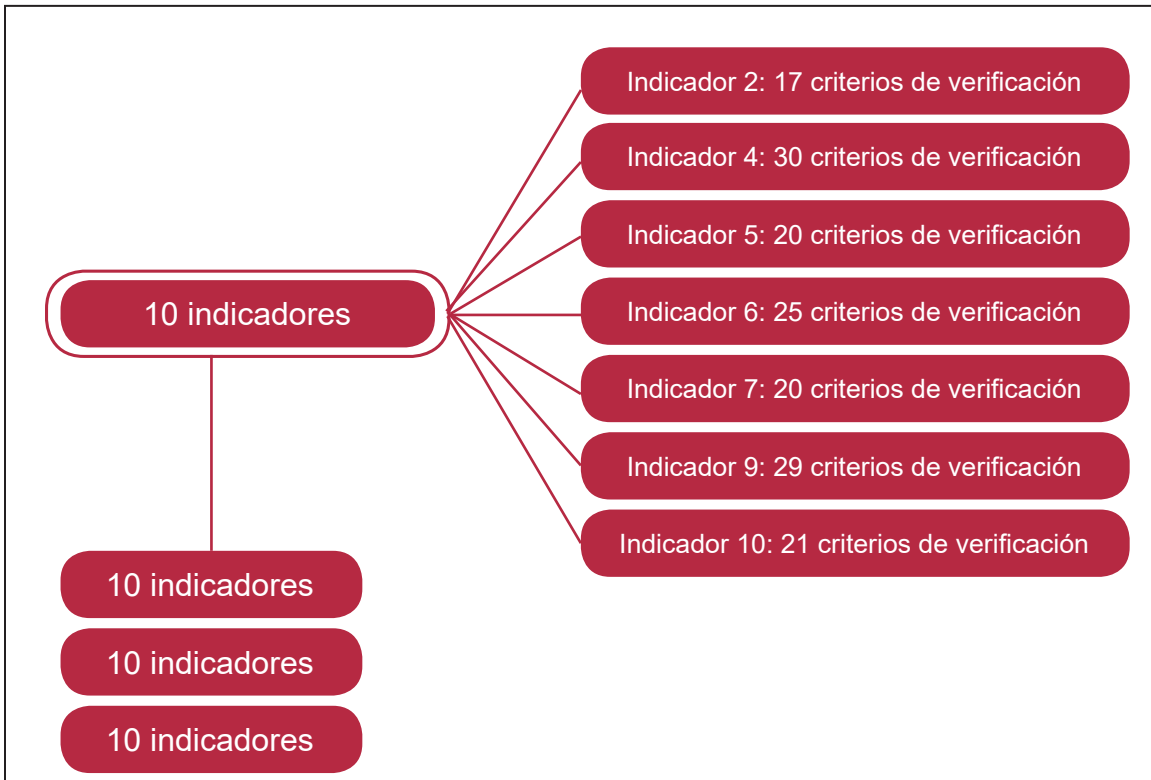 Indicador 2: 17 criterios de verificación
Indicador 4: 30 criterios de verificación
Indicador 5: 20 criterios de verificación
10 indicadores
Indicador 6: 25 criterios de verificación
Indicador 7: 20 criterios de verificación
Indicador 9: 29 criterios de verificación
Indicador 10: 21 criterios de verificación
10 indicadores
10 indicadores
10 indicadores